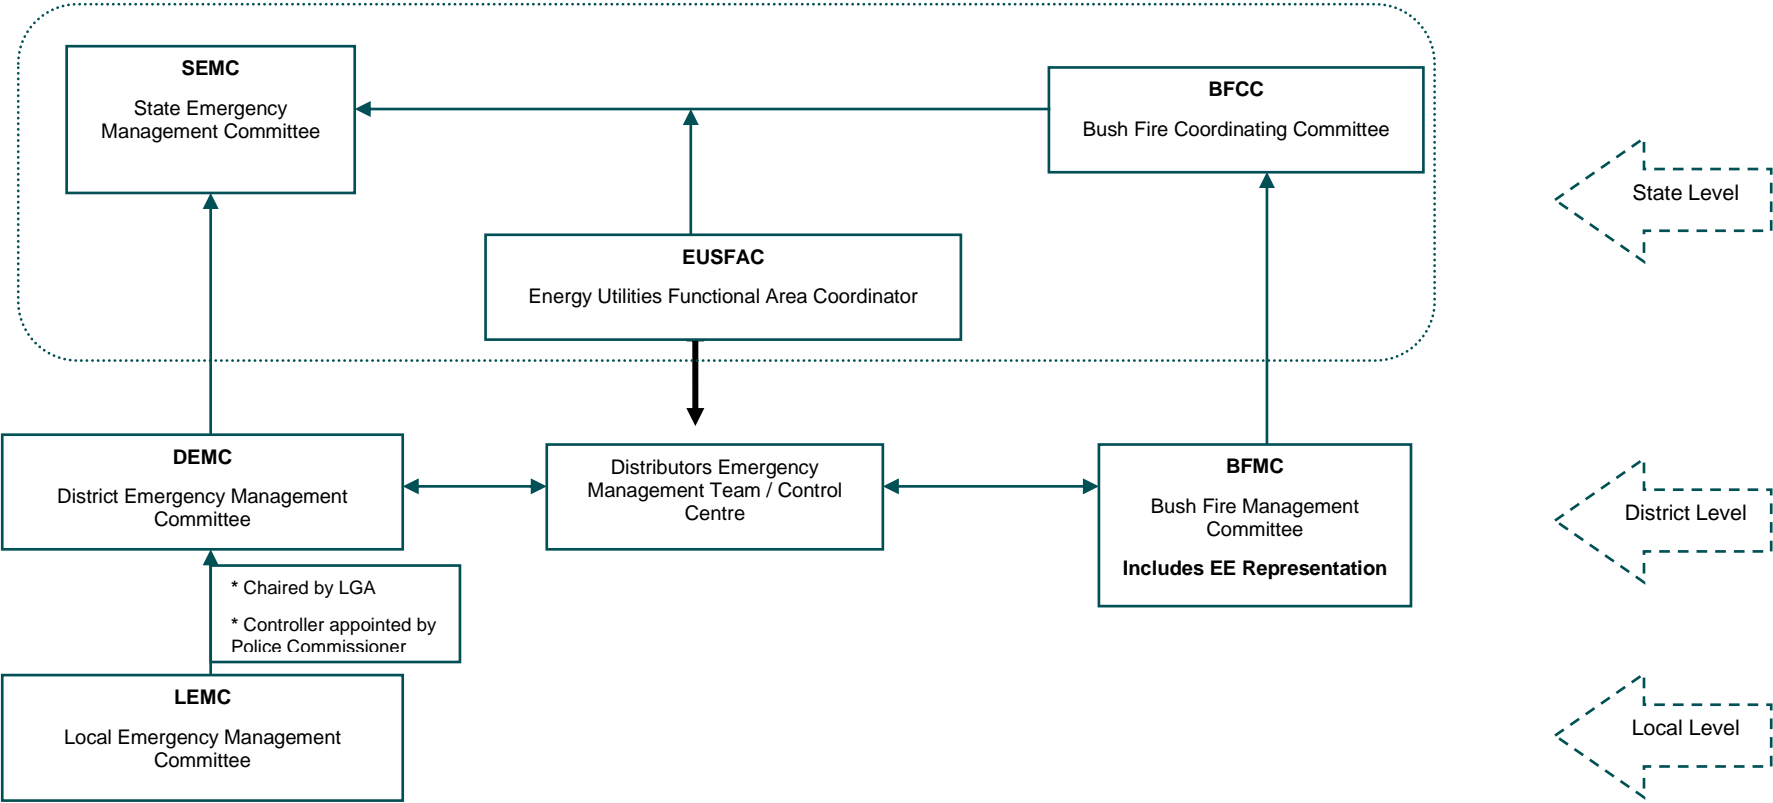 SEMC
State Emergency
Management Committee
BFCC
Bush Fire Coordinating Committee
State Level
EUSFAC
Energy Utilities Functional Area Coordinator
DEMC
District Emergency Management
Committee
Distributors Emergency
Management Team / Control
Centre
BFMC
Bush Fire Management
Committee
Includes EE Representation
District Level
* Chaired by LGA
* Controller appointed by
Police Commissioner
LEMC
Local Emergency Management
Committee
Local Level